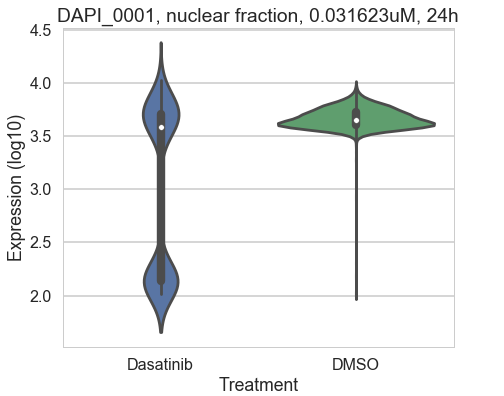 DAPI_0001, nuclear fraction, 0.031623uM, 24h
4.5
4.0
3.5
3.0
2.5
2.0
Expression (log10)
Dasatinib
DMSO
Treatment